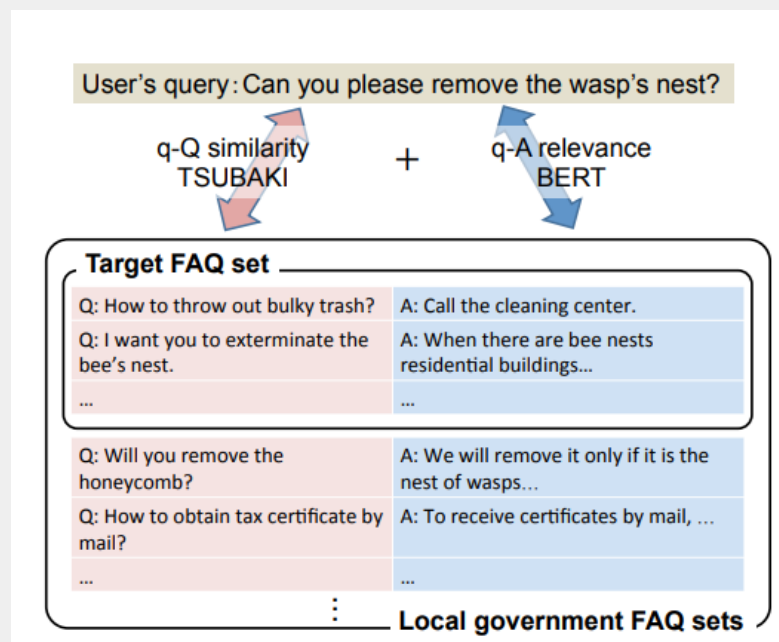 User's query:Can you please remove the wasp's nest?
q-Q similarity
TSUBAKI
+
q-A relevance
BERT
Target FAQ set
Q: How to throw out bulky trash?
A: Call the cleaning center.
Q: I want you to exterminate the
bee's nest.
A: When there are bee nests
residential buildings...
...
...
Q: Will you remove the
honeycomb?
A: We will remove it only if it is the
nest of wasps...
Q: How to obtain tax certificate by
mail?
A: To receive certificates by mail, ...
...
...
⋮
Local government FAQ sets